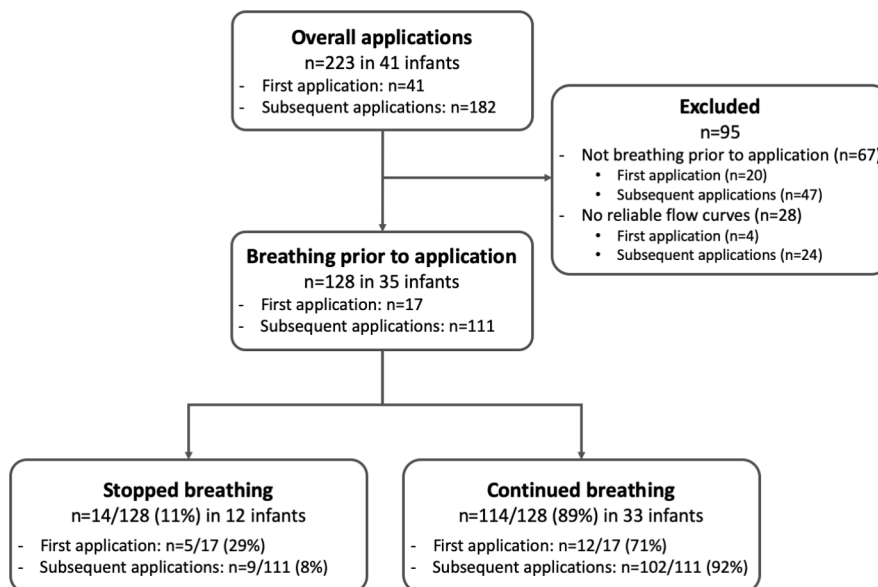 Overall applications
n=223 in 41 infants
- First application: n=41
- Subsequent applications: n=182
Excluded
n=95
- Not breathing prior to application (n=67)
• First application (n=20)
• Subsequent applications (n=47)
- No reliable flow curves (n=28)
• First application (n=4)
• Subsequent applications (n=24)
Breathing prior to application
n=128 in 35 infants
- First application: n=17
- Subsequent applications: n=111
Stopped breathing
n=14/128 (11%) in 12 infants
- First application: n=5/17 (29%)
- Subsequent applications: n=9/111 (8%)
Continued breathing
n=114/128 (89%) in 33 infants
- First application: n=12/17 (71%)
- Subsequent applications: n=102/111 (92%)